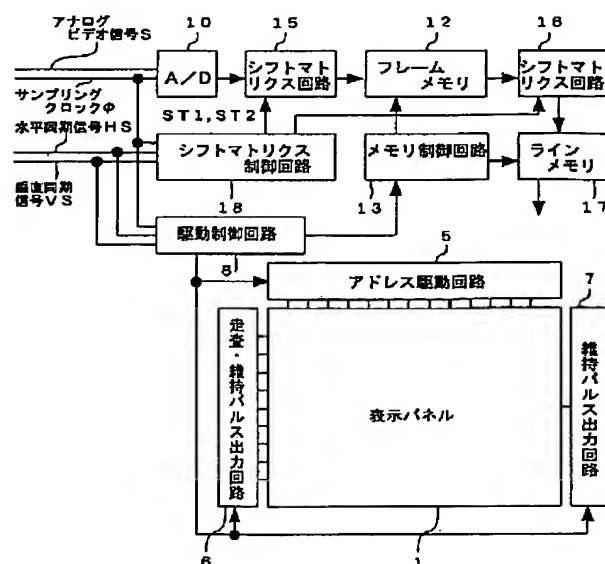 アナログ
ビデオ信号S
10
15
12
16
A/D
シフトマト
リクス回路
フレーム
メモリ
シフトマト
リクス回路
サンプリング
クロックΦ
ST1,ST2
水平同期信号HS
シフトマトリクス
制御回路
メモリ制御回路
ライン
メモリ
垂直同期
信号VS
18
13
17
駆動制御回路
8
5
7
アドレス駆動回路
走査・維持パルス出力回路
表示パネル
維持パルス出力回路
6
1